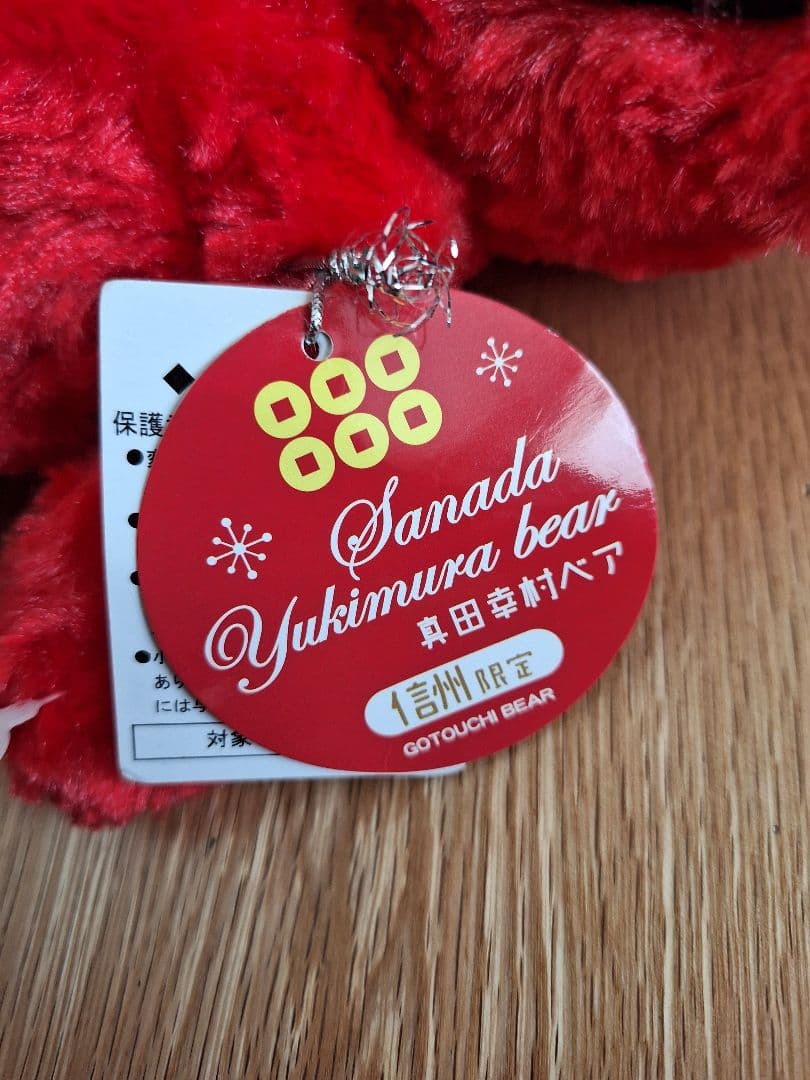 Sanada
Yukimura bear
真田幸村ベア
信州 限定
GOTOUCHI BEAR
保護
あ
には
対象